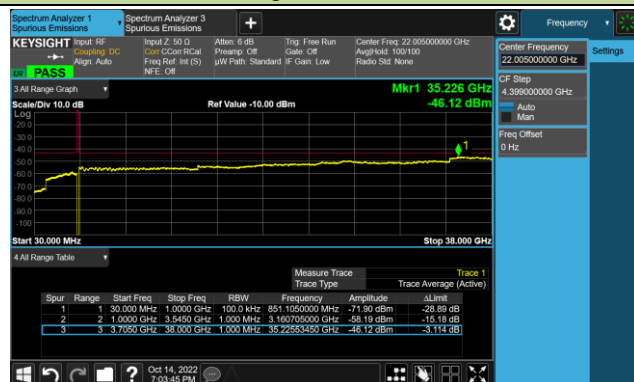 Spectrum Analyzer 1
Spurious Emissions
Spectrum Analyzer 3
Spurious Emissions
Frequency
KEYSIGHT
Input: RF
Coupling: DC
Align: Auto
Input Z: 50 Ω
Corr CCorr RCal
Freq Ref: Int (S)
NFE: Off
Atten: 6 dB
Preamp: Off
µW Path: Standard
Trig: Free Run
Gate: Off
IF Gain: Low
Center Freq: 22.005000000 GHz
Avg|Hold: 100/100
Radio Std: None
PASS
3 All Range Graph
Mkr1 35.226 GHz
-46.12 dBm
Scale/Div 10.0 dB
Ref Value -10.00 dBm
Log
-20.0
-30.0
-40.0
-50.0
-60.0
-70.0
-80.0
-90.0
-100
1
Start 30.000 MHz
Stop 38.000 GHz
4 All Range Table
Measure Trace Trace 1
Trace Type Trace Average (Active)
Spur Range Start Freq Stop Freq RBW Frequency Amplitude ΔLimit
1 1 30.000 MHz 1.0000 GHz 100.0 kHz 851.1050000 MHz -71.90 dBm -28.89 dB
2 2 1.0000 GHz 3.5450 GHz 1.000 MHz 3.160705000 GHz -58.19 dBm -15.18 dB
3 3 3.7050 GHz 38.000 GHz 1.000 MHz 35.22553450 GHz -46.12 dBm -3.114 dB
Oct 14, 2022
7:03:45 PM
Center Frequency
22.005000000 GHz
Settings
CF Step
4.399000000 GHz
Auto
Man
Freq Offset
0 Hz